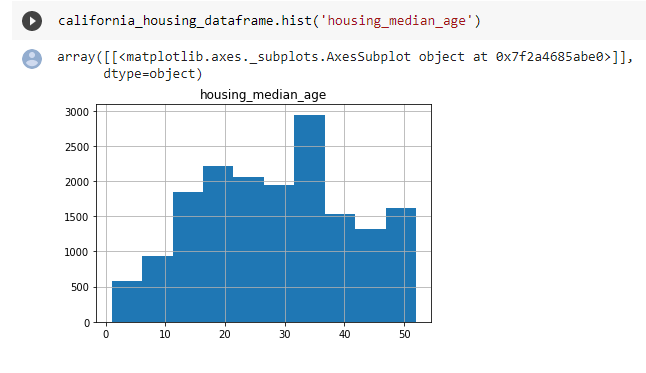 california_housing_dataframe.hist('housing_median_age')
array([[<matplotlib.axes._subplots.AxesSubplot object at 0x7f2a4685abe0>]],
dtype=object)
housing_median_age
3000
2500
2000
1500
1000
500
0
0 10 20 30 40 50